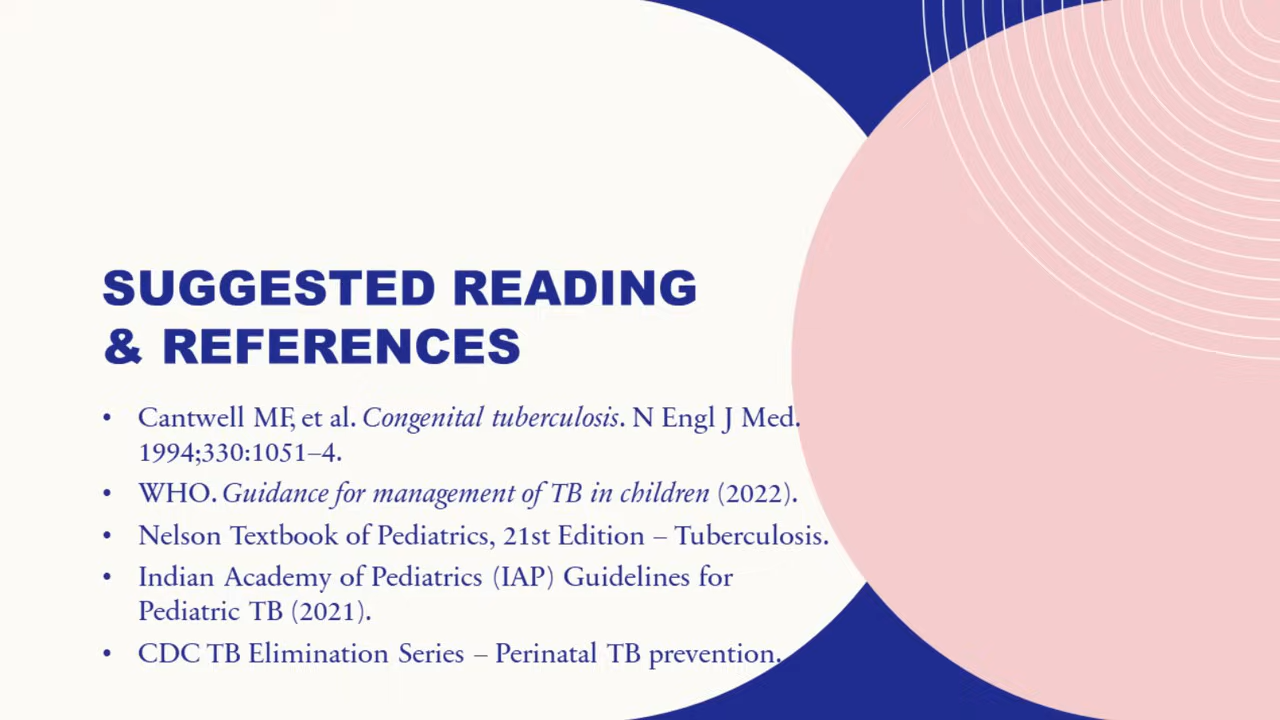 SUGGESTED READING
& REFERENCES
• Cantwell MF, et al. Congenital tuberculosis. N Engl J Med.
1994;330:1051–4.
• WHO. Guidance for management of TB in children (2022).
• Nelson Textbook of Pediatrics, 21st Edition – Tuberculosis.
• Indian Academy of Pediatrics (IAP) Guidelines for
Pediatric TB (2021).
• CDC TB Elimination Series – Perinatal TB prevention.